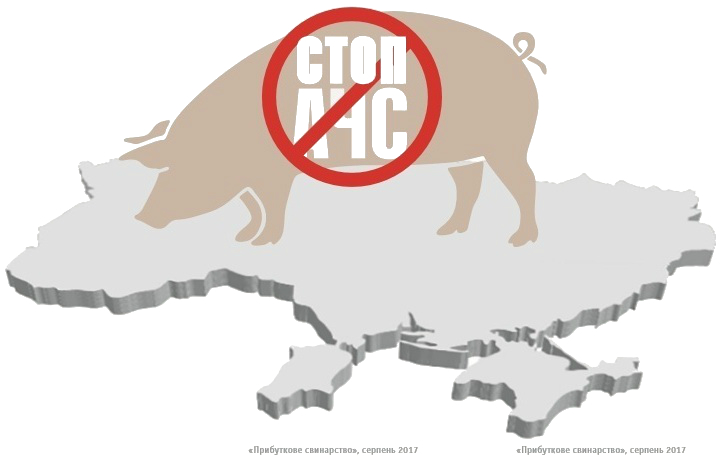 СТОП
АЧС
«Прибуткове свинарство», серпень 2017
«Прибуткове свинарство», серпень 2017